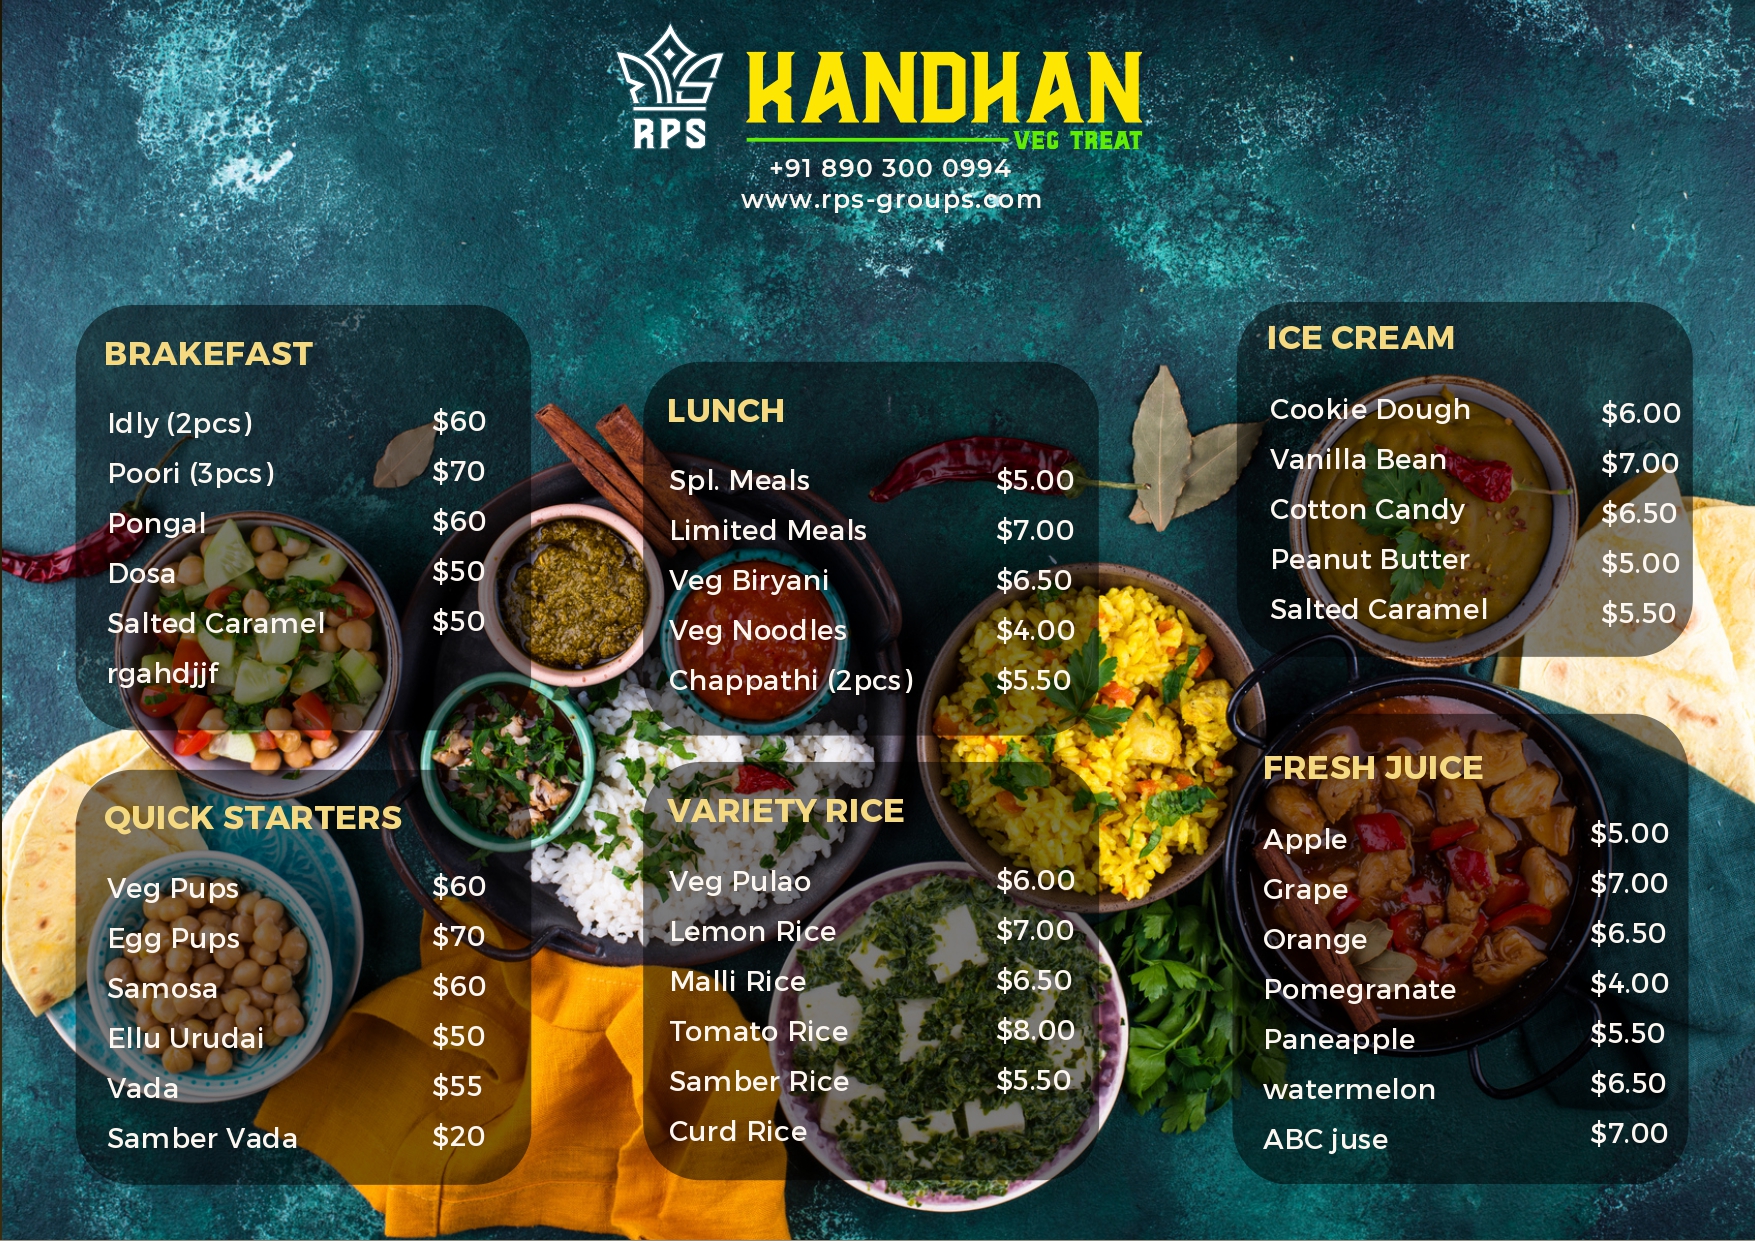 RPS
KANDHAN
VEG TREAT
+91 890 300 0994
www.rps-groups.com
BRAKEFAST
Idly (2pcs) $60
Poori (3pcs) $70
Pongal $60
Dosa $50
Salted Caramel $50
rgahdjjf
QUICK STARTERS
Veg Pups $60
Egg Pups $70
Samosa $60
Ellu Urudai $50
Vada $55
Samber Vada $20
LUNCH
Spl. Meals $5.00
Limited Meals $7.00
Veg Biryani $6.50
Veg Noodles $4.00
Chappathi (2pcs) $5.50
VARIETY RICE
Veg Pulao $6.00
Lemon Rice $7.00
Malli Rice $6.50
Tomato Rice $8.00
Samber Rice $5.50
Curd Rice
ICE CREAM
Cookie Dough $6.00
Vanilla Bean $7.00
Cotton Candy $6.50
Peanut Butter $5.00
Salted Caramel $5.50
FRESH JUICE
Apple $5.00
Grape $7.00
Orange $6.50
Pomegranate $4.00
Paneapple $5.50
watermelon $6.50
ABC juse $7.00